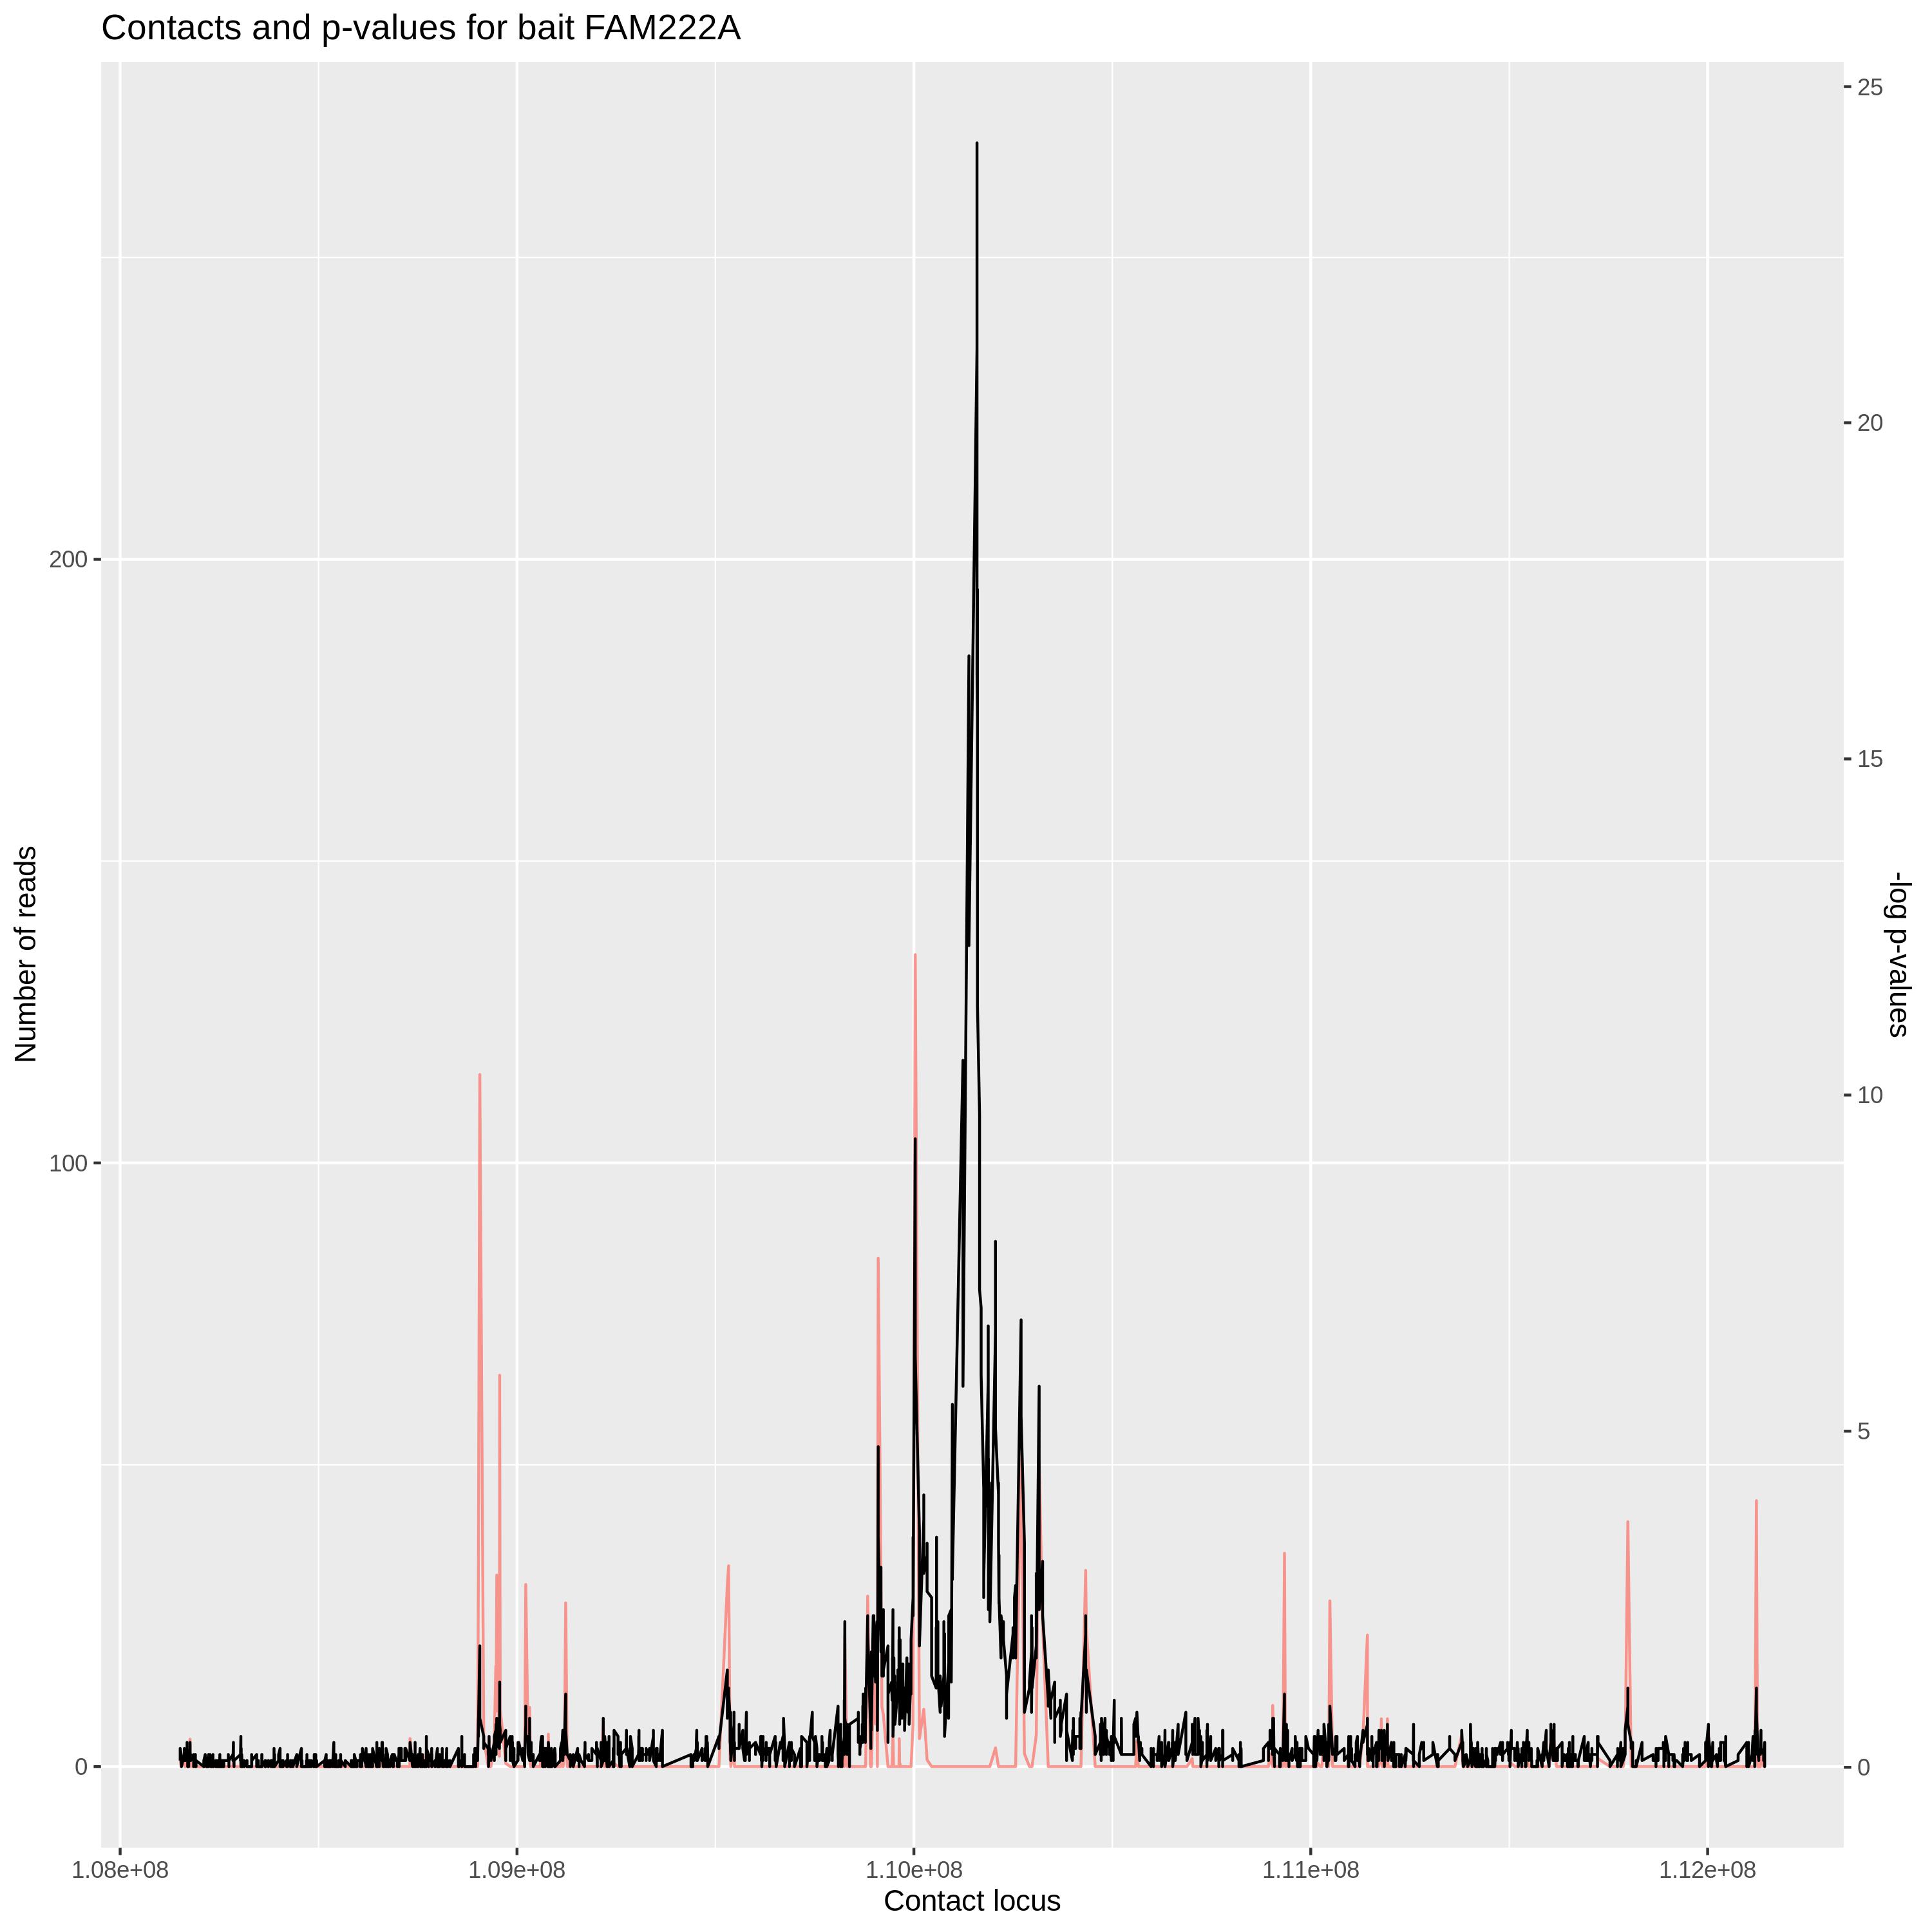 Contacts and p-values for bait FAM222A
25
20
200
15
Number of reads
-log p-values
10
100
5
0
0
1.08e+08
1.09e+08
1.10e+08
1.11e+08
1.12e+08
Contact locus